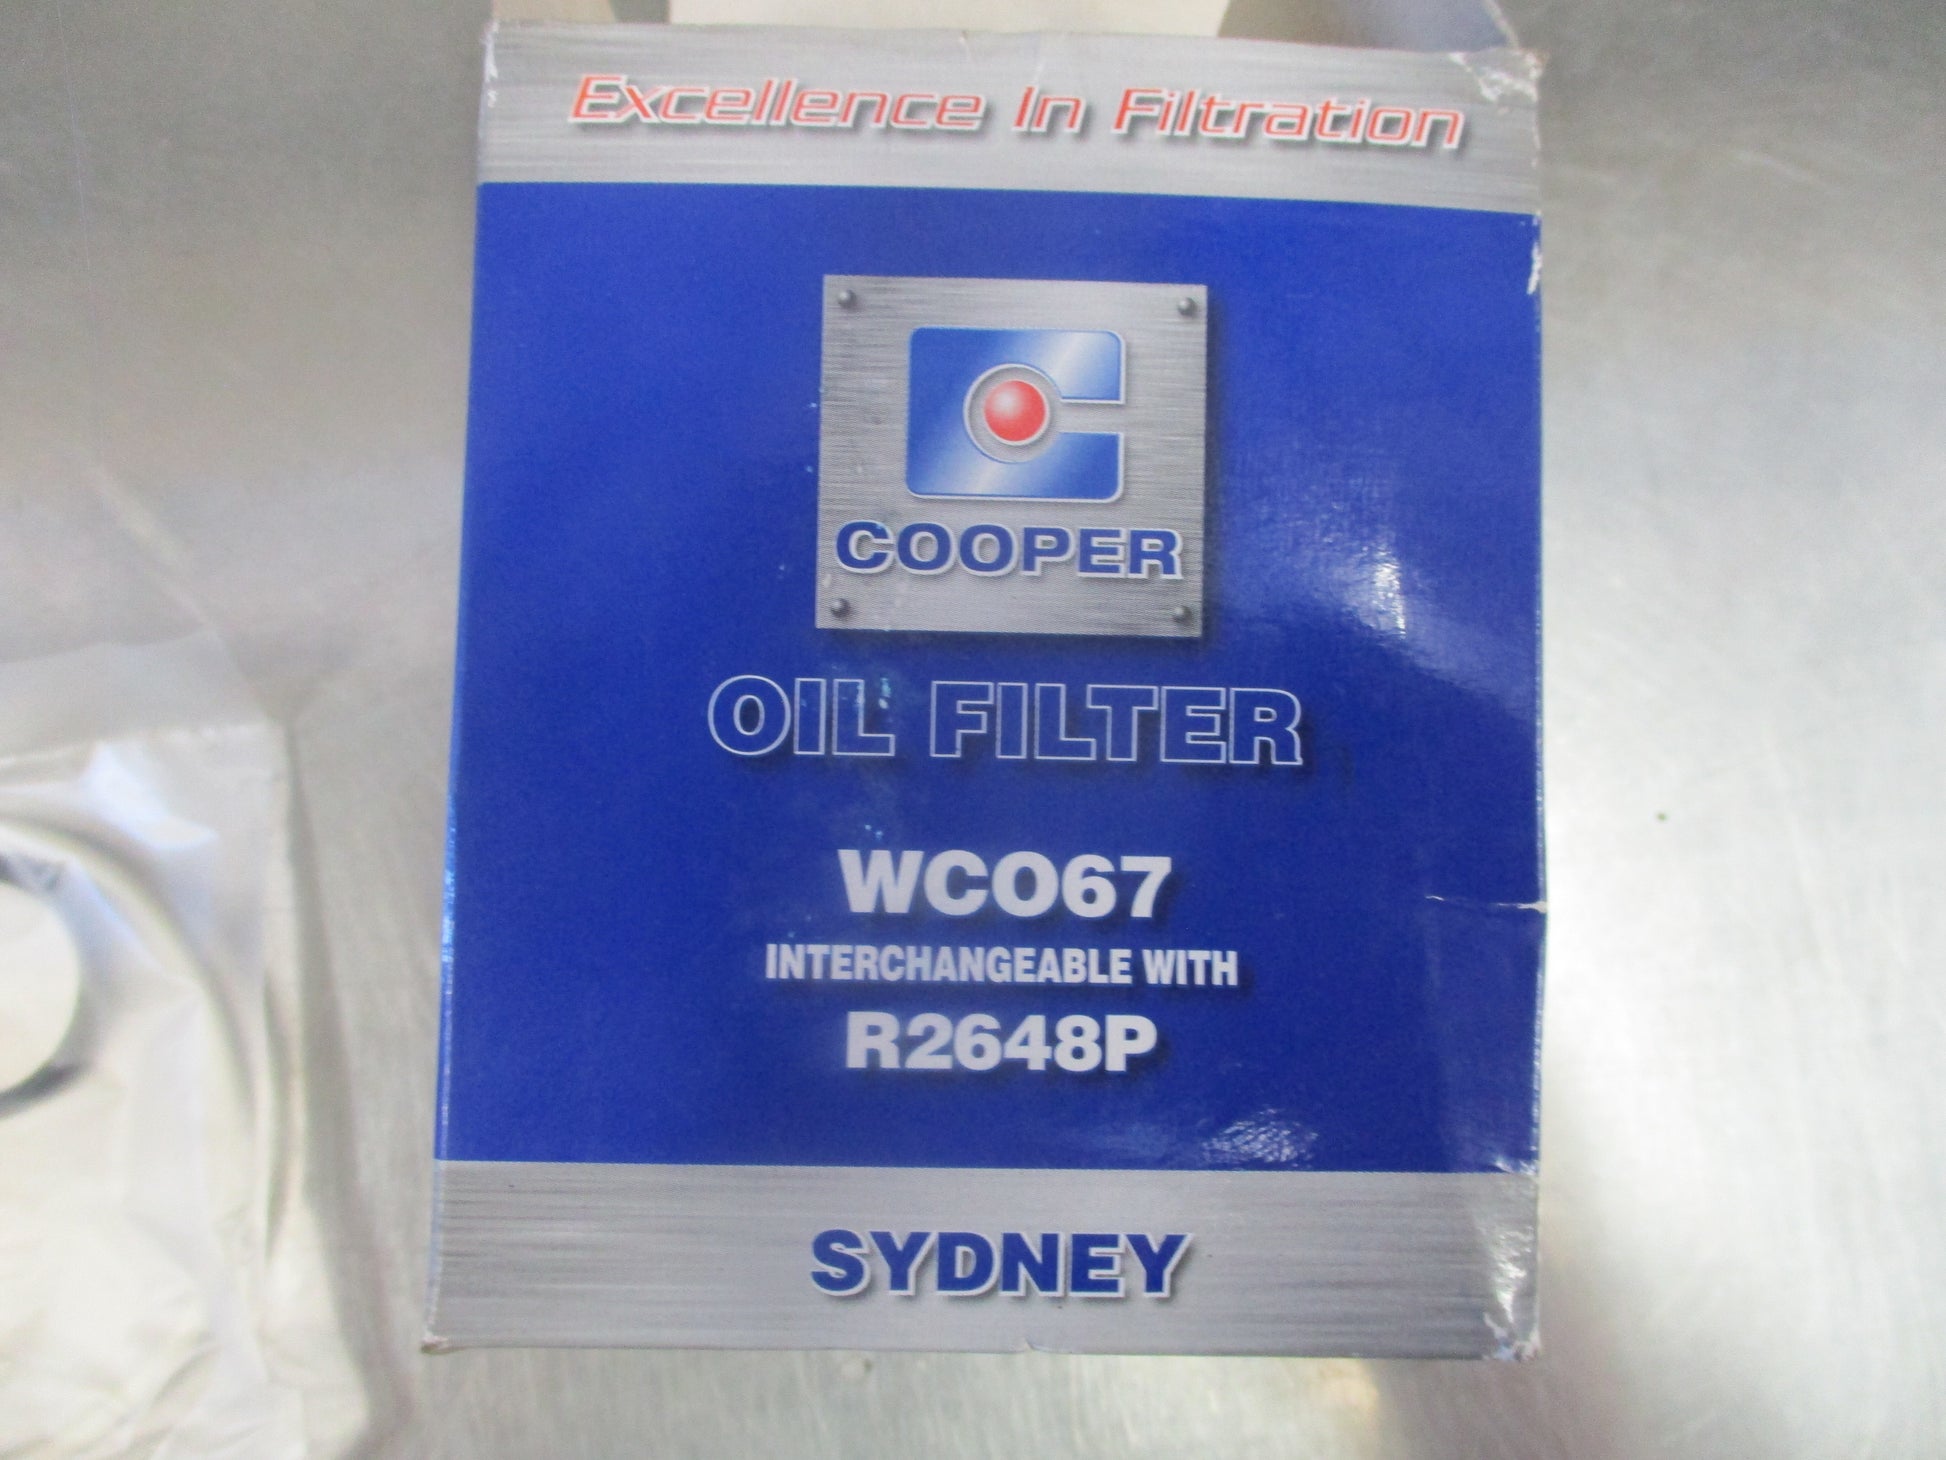 Excellence In Filtration
COOPER
OIL FILTER
WCO67
INTERCHANGEABLE WITH
R2648P
SYDNEY